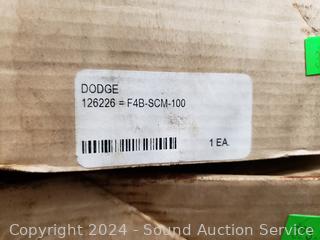 DODGE
126226 = F4B-SCM-100
1 EA.
Copyright 2024 - Sound Auction Service